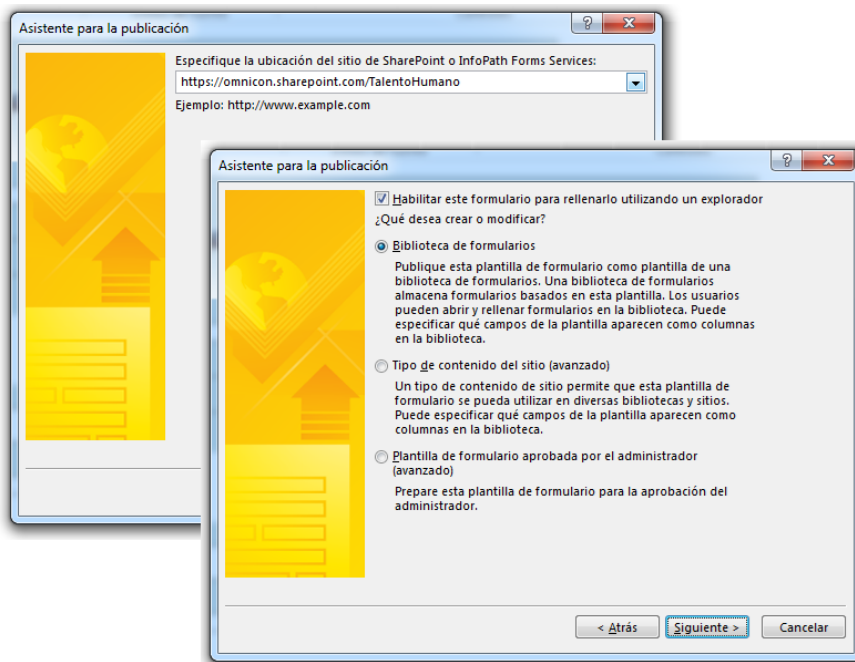 Asistente para la publicación
Especifique la ubicación del sitio de SharePoint o InfoPath Forms Services:
https://omnicon.sharepoint.com/TalentoHumano
Ejemplo: http://www.example.com
Asistente para la publicación
Habilitar este formulario para rellenarlo utilizando un explorador
¿Qué desea crear o modificar?
Biblioteca de formularios
Publique esta plantilla de formulario como plantilla de una
biblioteca de formularios. Una biblioteca de formularios
almacena formularios basados en esta plantilla. Los usuarios
pueden abrir y rellenar formularios en la biblioteca. Puede
especificar qué campos de la plantilla aparecen como columnas
en la biblioteca.
Tipo de contenido del sitio (avanzado)
Un tipo de contenido de sitio permite que esta plantilla de
formulario se pueda utilizar en diversas bibliotecas y sitios.
Puede especificar qué campos de la plantilla aparecen como
columnas en la biblioteca.
Plantilla de formulario aprobada por el administrador
(avanzado)
Prepare esta plantilla de formulario para la aprobación del
administrador.
< Atrás
Siguiente >
Cancelar